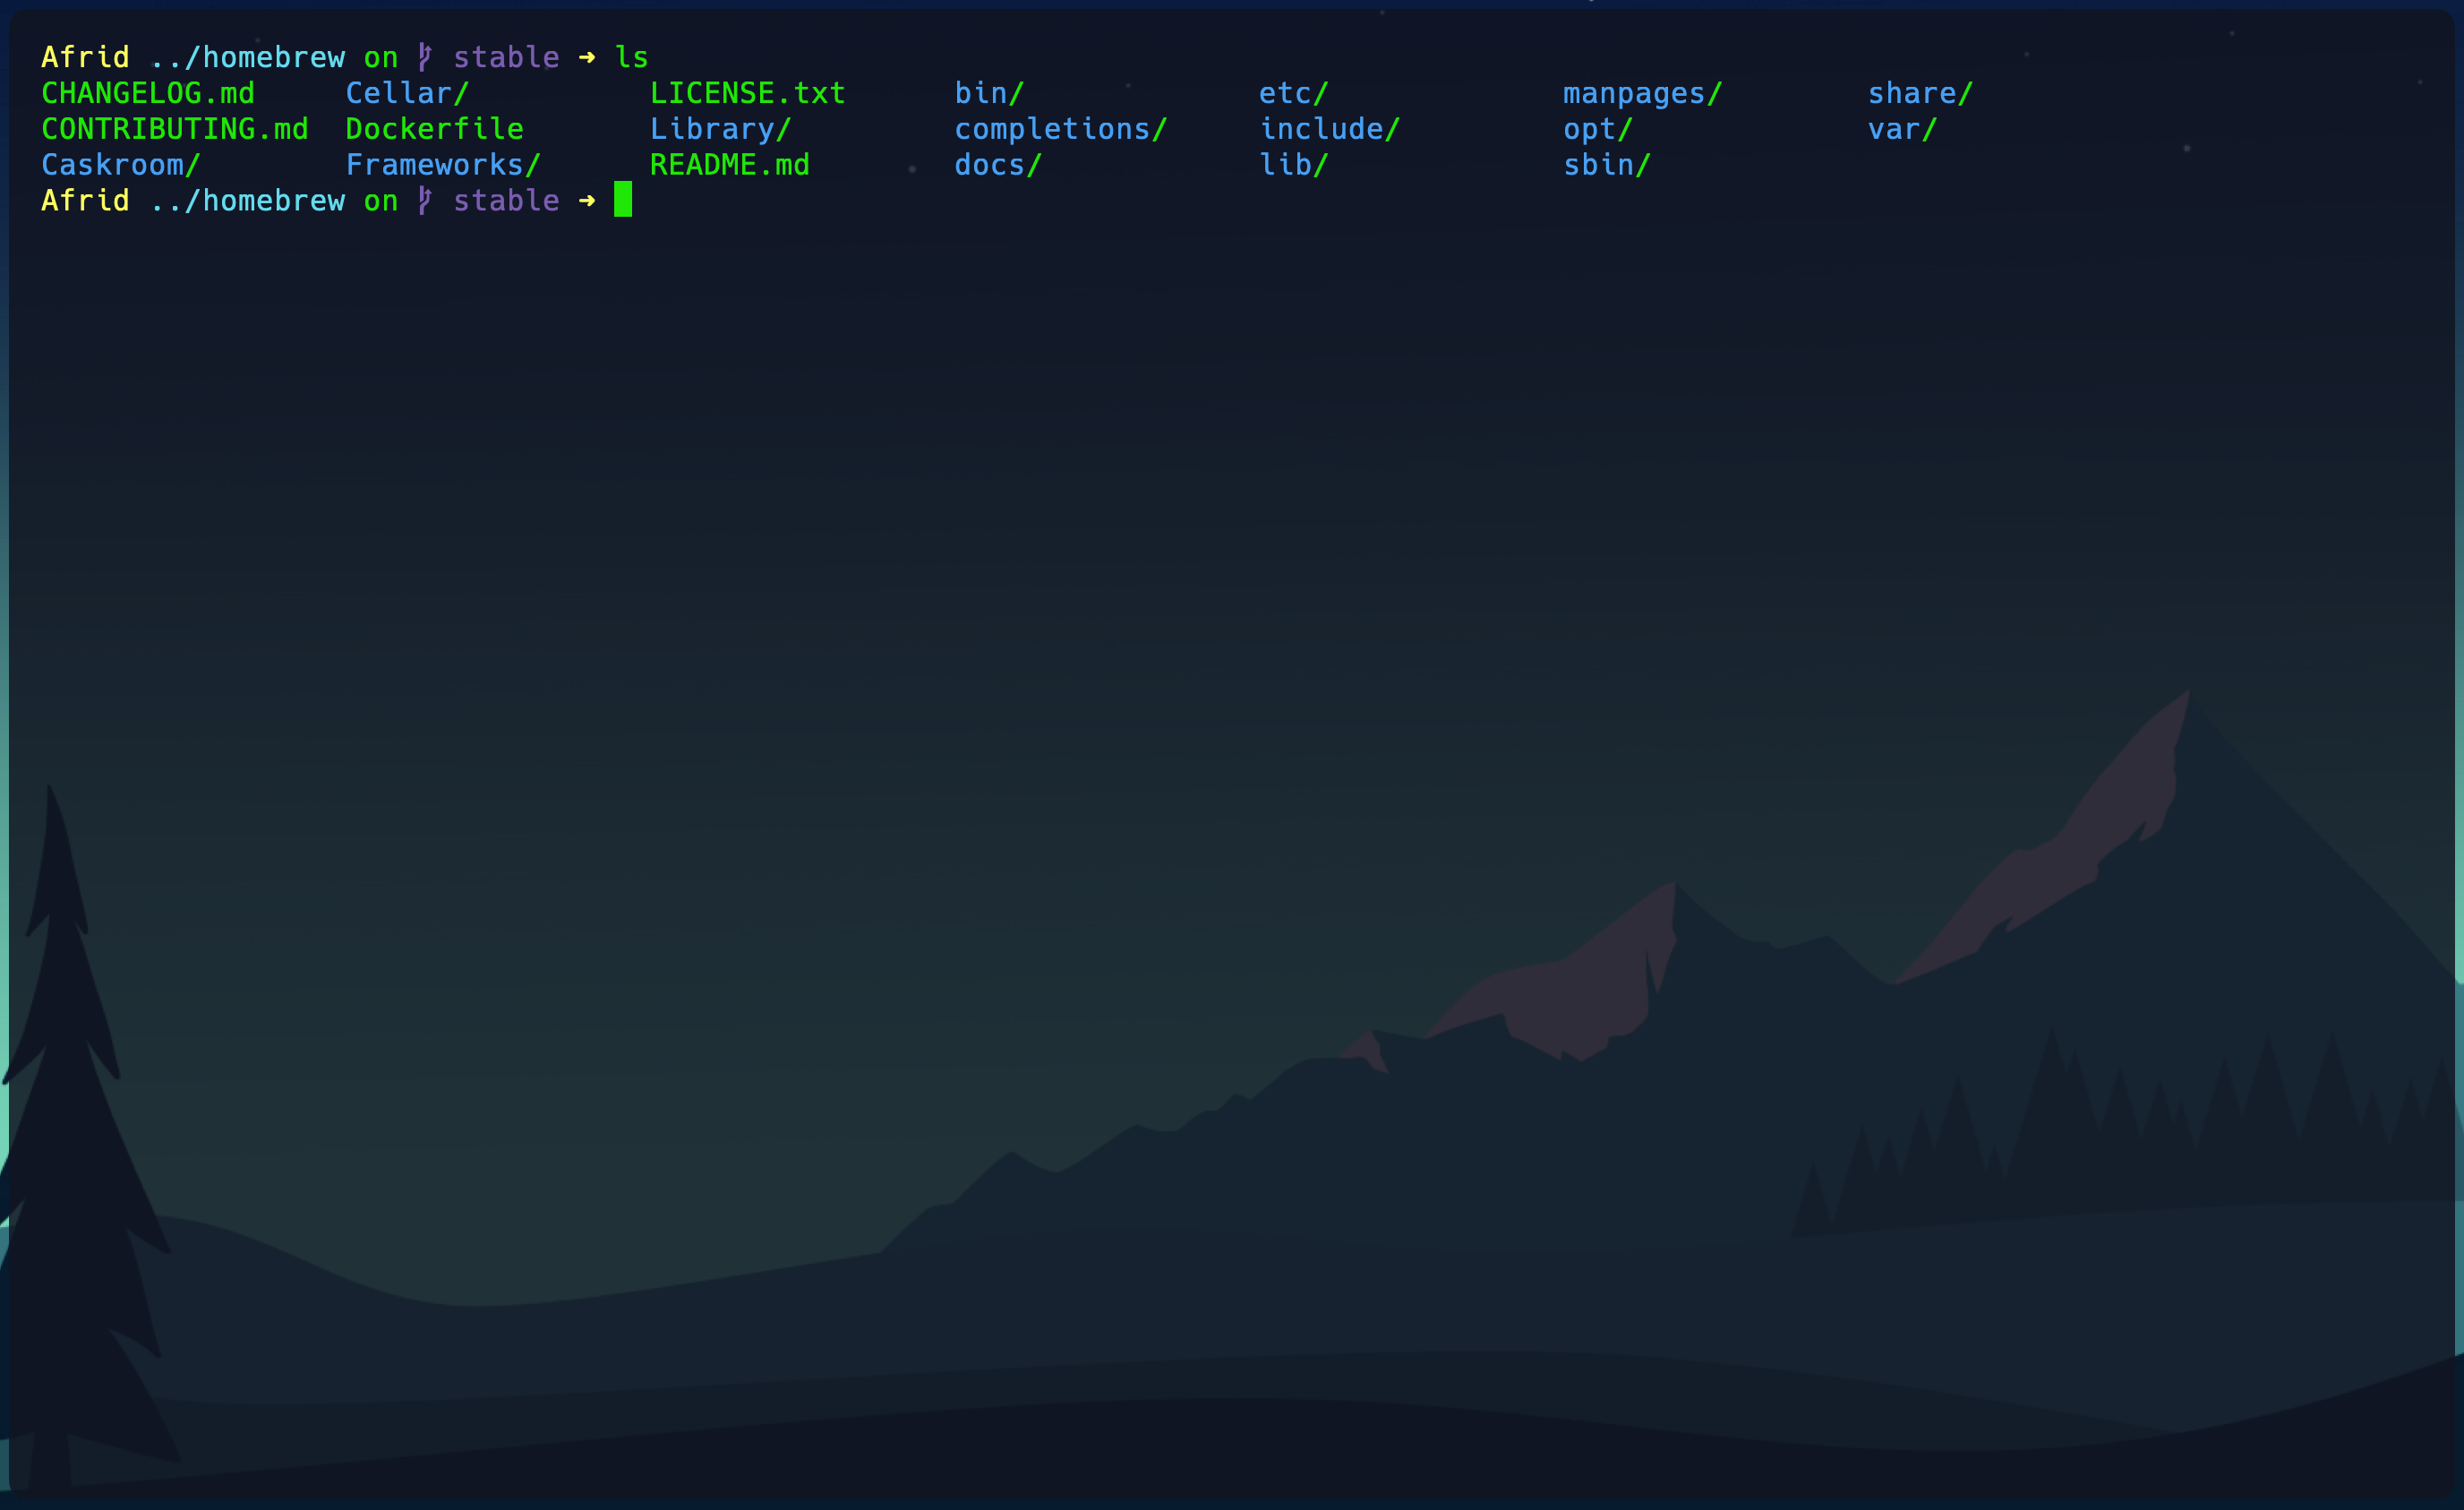 Afrid ../homebrew on ᚧ stable ➜ ls
CHANGELOG.md Cellar/ LICENSE.txt bin/ etc/ manpages/ share/
CONTRIBUTING.md Dockerfile Library/ completions/ include/ opt/ var/
Caskroom/ Frameworks/ README.md docs/ lib/ sbin/
Afrid ../homebrew on ᚧ stable ➜